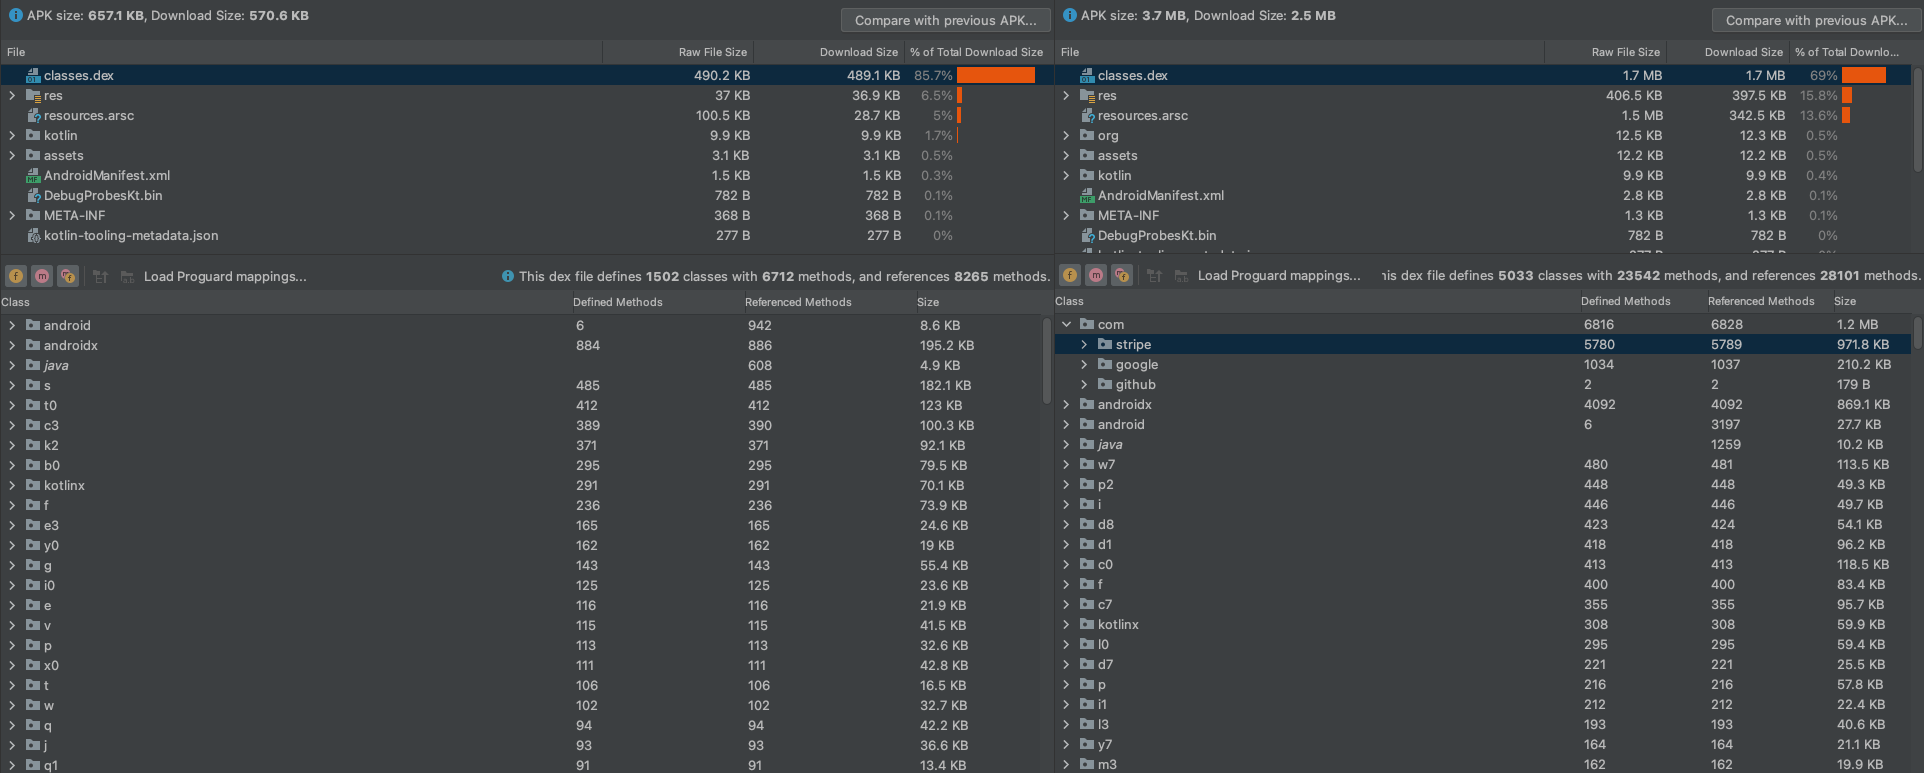 APK size: 657.1 KB, Download Size: 570.6 KB
Compare with previous APK...
File Raw File Size Download Size % of Total Download Size
classes.dex 490.2 KB 489.1 KB 85.7%
res 37 KB 36.9 KB 6.5%
resources.arsc 100.5 KB 28.7 KB 5%
kotlin 9.9 KB 9.9 KB 1.7%
assets 3.1 KB 3.1 KB 0.5%
AndroidManifest.xml 1.5 KB 1.5 KB 0.3%
DebugProbesKt.bin 782 B 782 B 0.1%
META-INF 368 B 368 B 0.1%
kotlin-tooling-metadata.json 277 B 277 B 0%
Load Proguard mappings...
This dex file defines 1502 classes with 6712 methods, and references 8265 methods.
Class Defined Methods Referenced Methods Size
android 6 942 8.6 KB
androidx 884 886 195.2 KB
java 608 4.9 KB
s 485 485 182.1 KB
t0 412 412 123 KB
c3 389 390 100.3 KB
k2 371 371 92.1 KB
b0 295 295 79.5 KB
kotlinx 291 291 70.1 KB
f 236 236 73.9 KB
e3 165 165 24.6 KB
y0 162 162 19 KB
g 143 143 55.4 KB
i0 125 125 23.6 KB
e 116 116 21.9 KB
v 115 115 41.5 KB
p 113 113 32.6 KB
x0 111 111 42.8 KB
t 106 106 16.5 KB
w 102 102 32.7 KB
q 94 94 42.2 KB
j 93 93 36.6 KB
q1 91 91 13.4 KB
APK size: 3.7 MB, Download Size: 2.5 MB
Compare with previous APK...
File Raw File Size Download Size % of Total Downlo...
classes.dex 1.7 MB 1.7 MB 69%
res 406.5 KB 397.5 KB 15.8%
resources.arsc 1.5 MB 342.5 KB 13.6%
org 12.5 KB 12.3 KB 0.5%
assets 12.2 KB 12.2 KB 0.5%
kotlin 9.9 KB 9.9 KB 0.4%
AndroidManifest.xml 2.8 KB 2.8 KB 0.1%
META-INF 1.3 KB 1.3 KB 0.1%
DebugProbesKt.bin 782 B 782 B 0%
Load Proguard mappings...
his dex file defines 5033 classes with 23542 methods, and references 28101 methods.
Class Defined Methods Referenced Methods Size
com 6816 6828 1.2 MB
stripe 5780 5789 971.8 KB
google 1034 1037 210.2 KB
github 2 2 179 B
androidx 4092 4092 869.1 KB
android 6 3197 27.7 KB
java 1259 10.2 KB
w7 480 481 113.5 KB
p2 448 448 49.3 KB
i 446 446 49.7 KB
d8 423 424 54.1 KB
d1 418 418 96.2 KB
c0 413 413 118.5 KB
f 400 400 83.4 KB
c7 355 355 95.7 KB
kotlinx 308 308 59.9 KB
l0 295 295 59.4 KB
d7 221 221 25.5 KB
p 216 216 57.8 KB
i1 212 212 22.4 KB
l3 193 193 40.6 KB
y7 164 164 21.1 KB
m3 162 162 19.9 KB